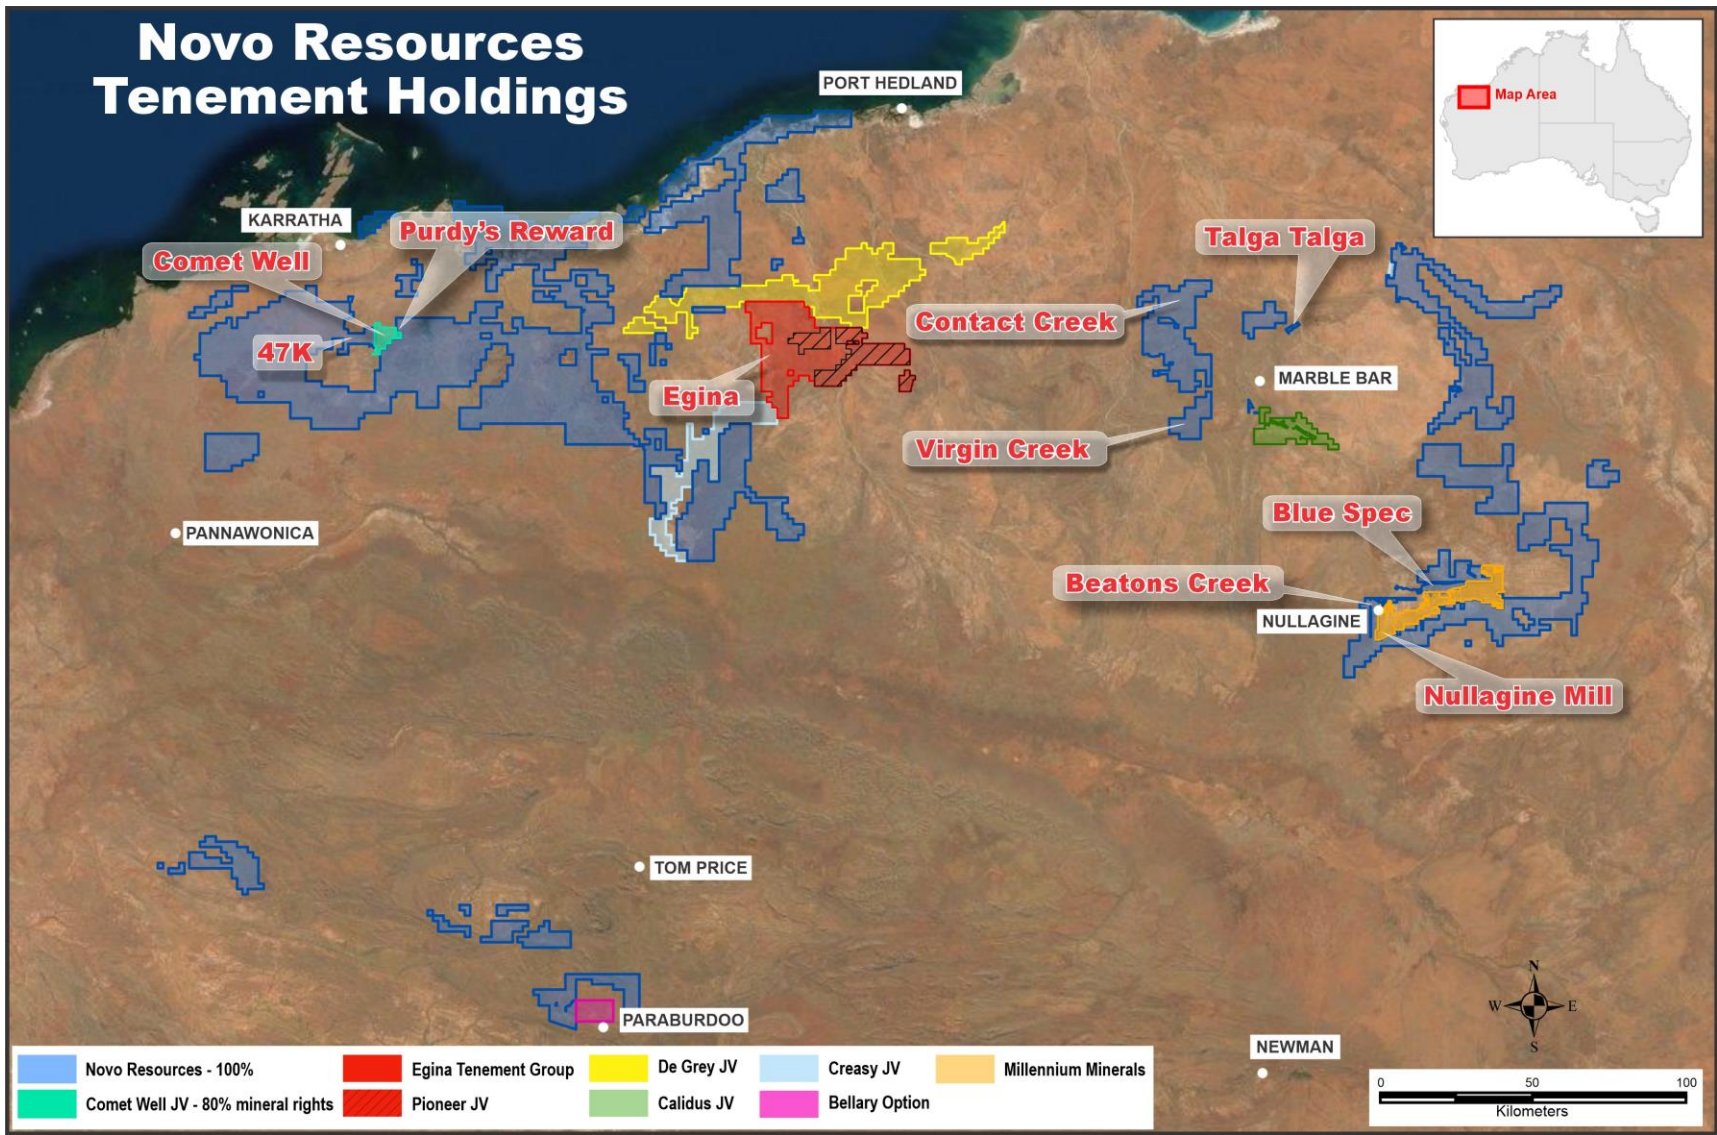 Novo Resources
Tenement Holdings
PORT HEDLAND
Map Area
KARRATHA
Purdy's Reward
Comet Well
Talga Talga
Contact Creek
47K
MARBLE BAR
Egina
Virgin Creek
Blue Spec
PANNAWONICA
Beatons Creek
NULLAGINE
Nullagine Mill
TOM PRICE
PARABURDOO
NEWMAN
N
W E
S
Novo Resources - 100%
Egina Tenement Group
De Grey JV
Creasy JV
Millennium Minerals
Comet Well JV - 80% mineral rights
Pioneer JV
Calidus JV
Bellary Option
0 50 100
Kilometers